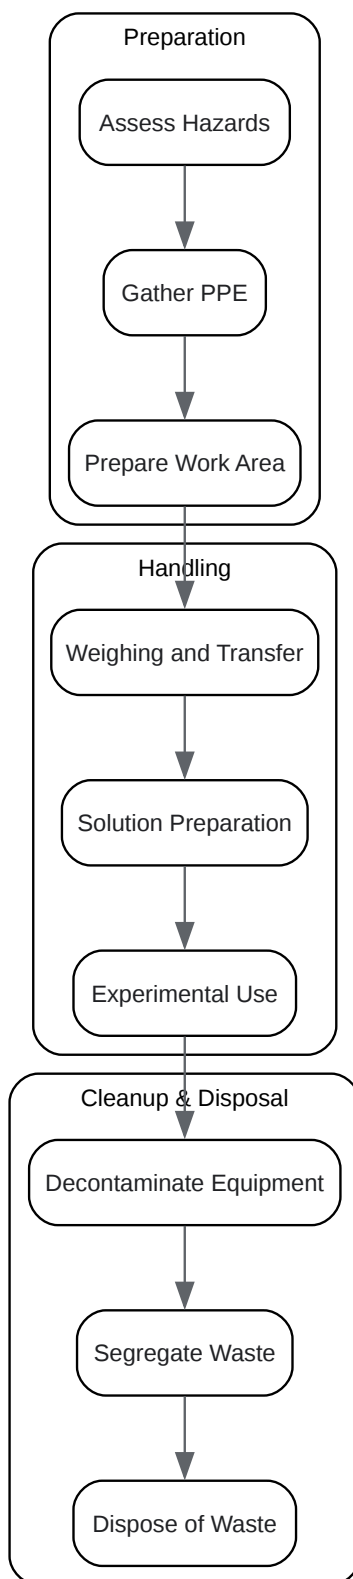 Preparation
Assess Hazards
Gather PPE
Prepare Work Area
Handling
Weighing and Transfer
Solution Preparation
Experimental Use
Cleanup & Disposal
Decontaminate Equipment
Segregate Waste
Dispose of Waste